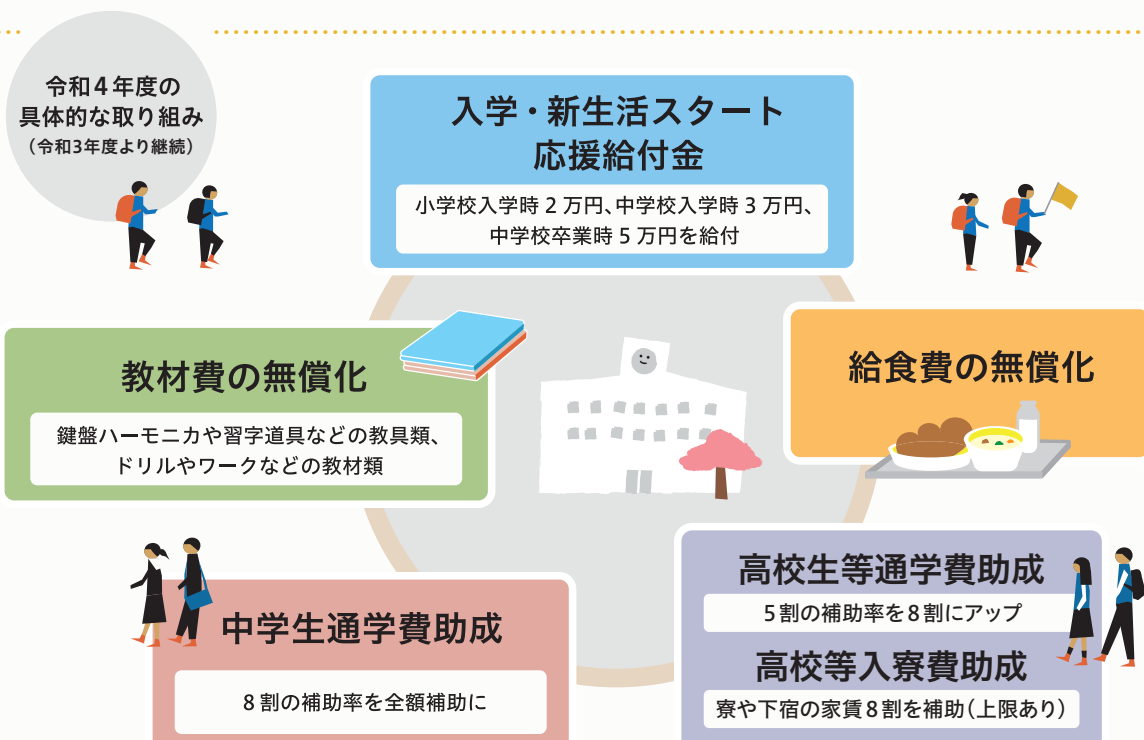 令和4年度の
具体的な取り組み
(令和3年度より継続)
入学・新生活スタート
応援給付金
小学校入学時2万円、中学校入学時3万円、
中学校卒業時5万円を給付
教材費の無償化
鍵盤ハーモニカや習字道具などの教具類、
ドリルやワークなどの教材類
給食費の無償化
中学生通学費助成
8割の補助率を全額補助に
高校生等通学費助成
5割の補助率を8割にアップ
高校等入寮費助成
寮や下宿の家賃8割を補助(上限あり)